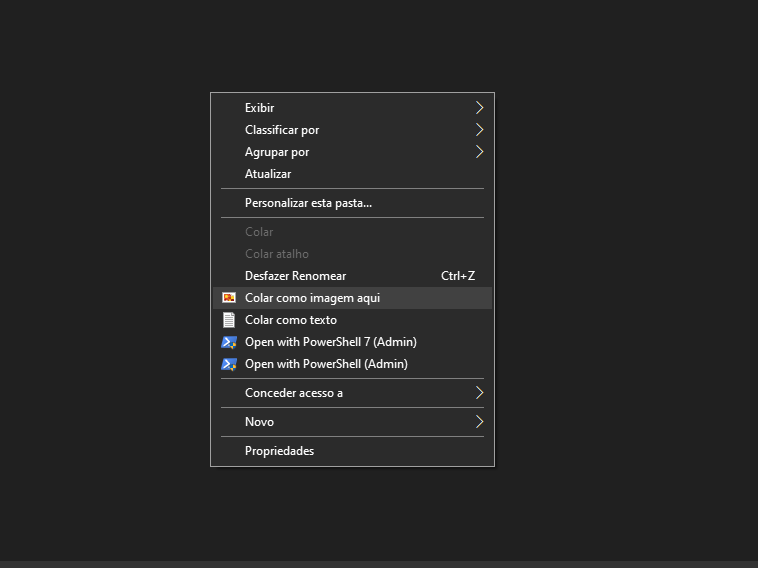 Exibir
Classificar por
Agrupar por
Atualizar
Personalizar esta pasta...
Colar
Colar atalho
Desfazer Renomear Ctrl+Z
Colar como imagem aqui
Colar como texto
Open with PowerShell 7 (Admin)
Open with PowerShell (Admin)
Conceder acesso a
Novo
Propriedades